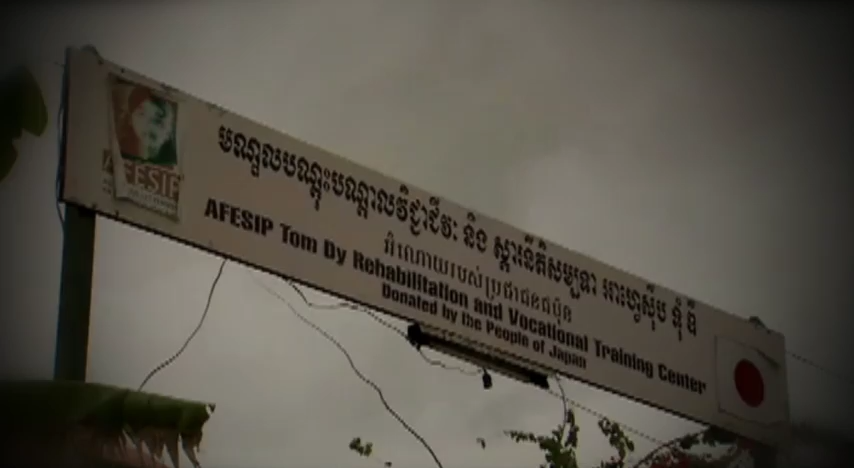 មណ្ឌលបណ្តុះបណ្តាលវិជ្ជាជីវៈ និង ស្តារនីតិសម្បទា អាហ្វេស៊ីប ទុំ ឌី
AFESIP Tom Dy Rehabilitation and Vocational Training Center
អំណោយរបស់ប្រជាជនជប៉ុន
Donated by the People of Japan
AFESIP